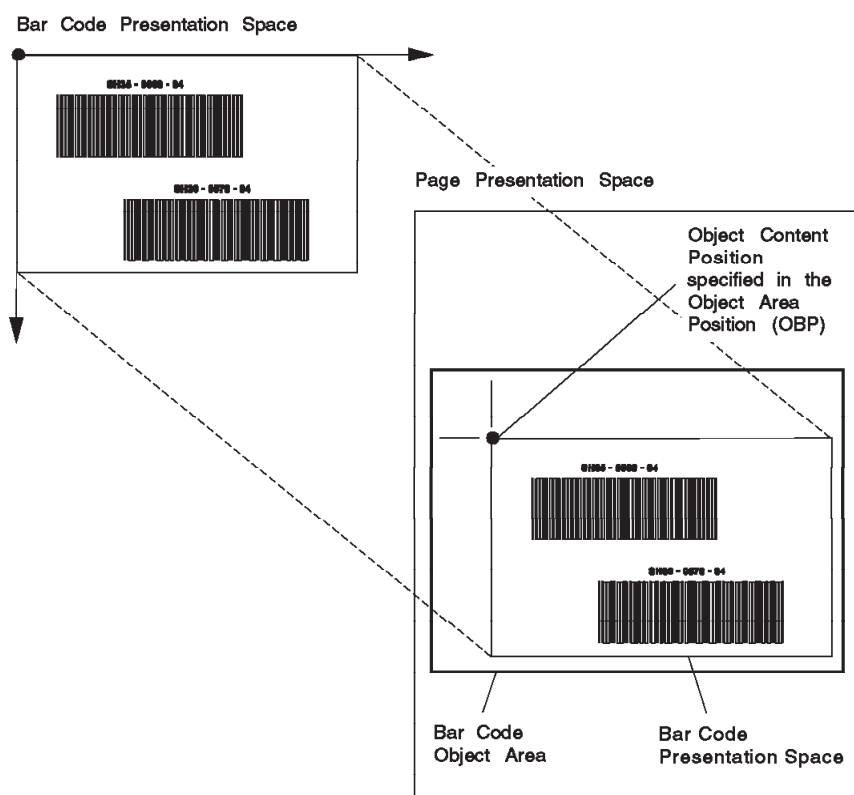 Bar Code Presentation Space
Page Presentation Space
Object Content
Position
specified in the
Object Area
Position (OBP)
Bar Code
Object Area
Bar Code
Presentation Space